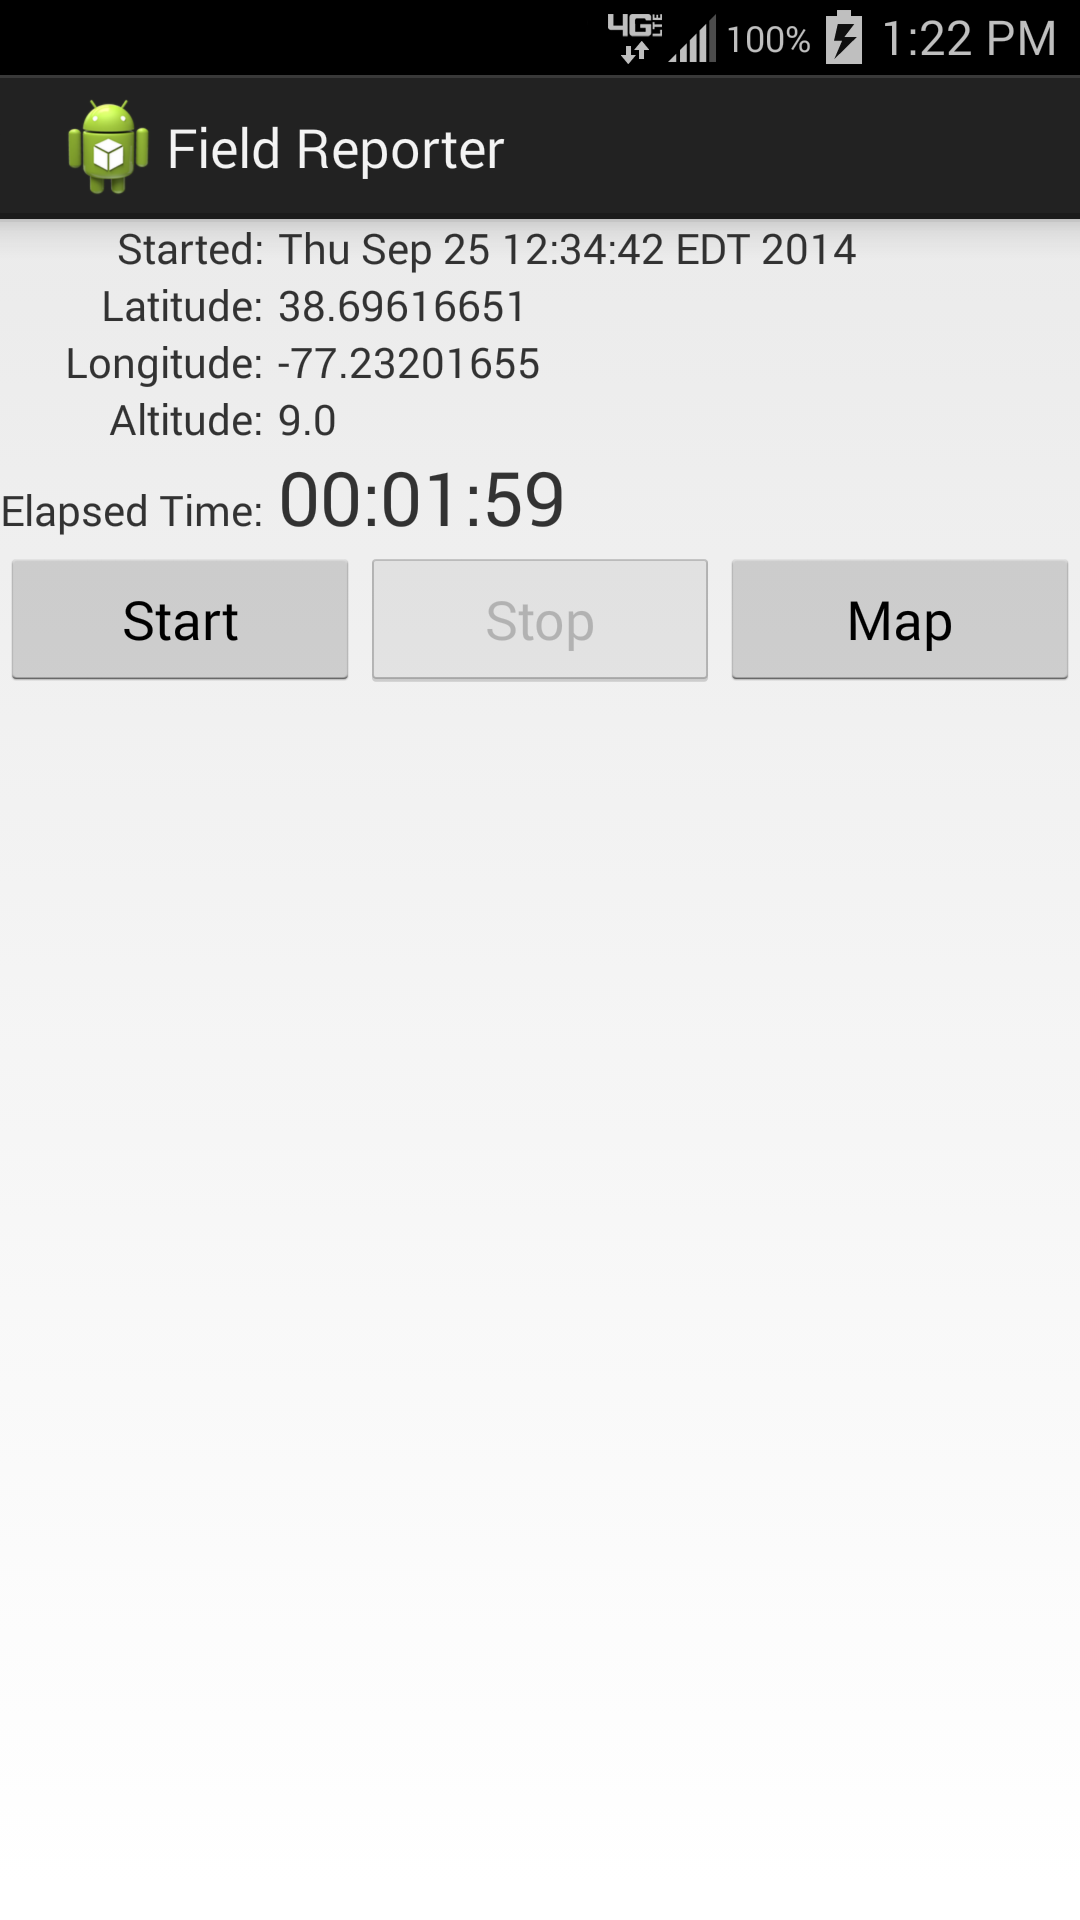 4G LTE 100% 1:22 PM
Field Reporter
Started: Thu Sep 25 12:34:42 EDT 2014
Latitude: 38.69616651
Longitude: -77.23201655
Altitude: 9.0
Elapsed Time: 00:01:59
Start Stop Map